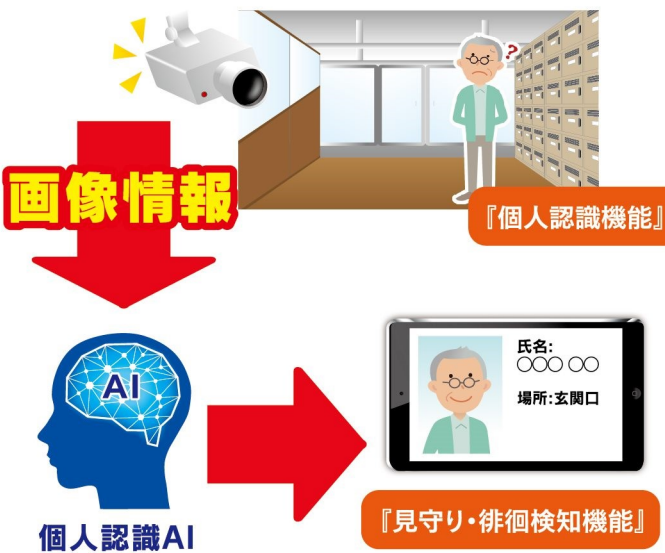 ?
画像情報
『個人認識機能』
AI
個人認識AI
氏名:
○○○ ○○
場所:玄関口
『見守り・徘徊検知機能』